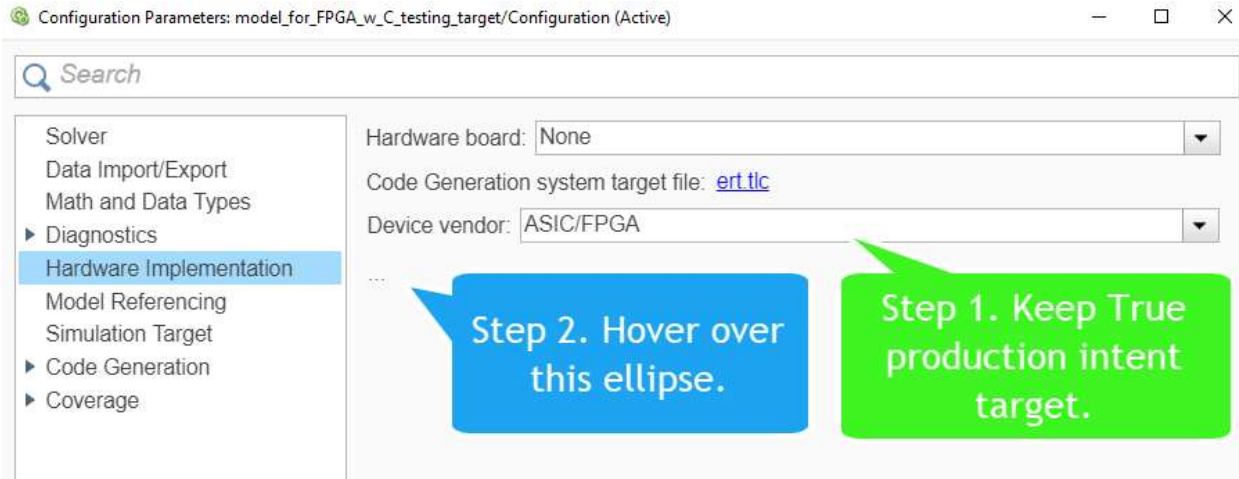 Configuration Parameters: model_for_FPGA_w_C_testing_target/Configuration (Active)
Search
Solver
Data Import/Export
Math and Data Types
Diagnostics
Hardware Implementation
Model Referencing
Simulation Target
Code Generation
Coverage
Hardware board: None
Code Generation system target file: ert.tlc
Device vendor: ASIC/FPGA
...
Step 2. Hover over
this ellipse.
Step 1. Keep True
production intent
target.